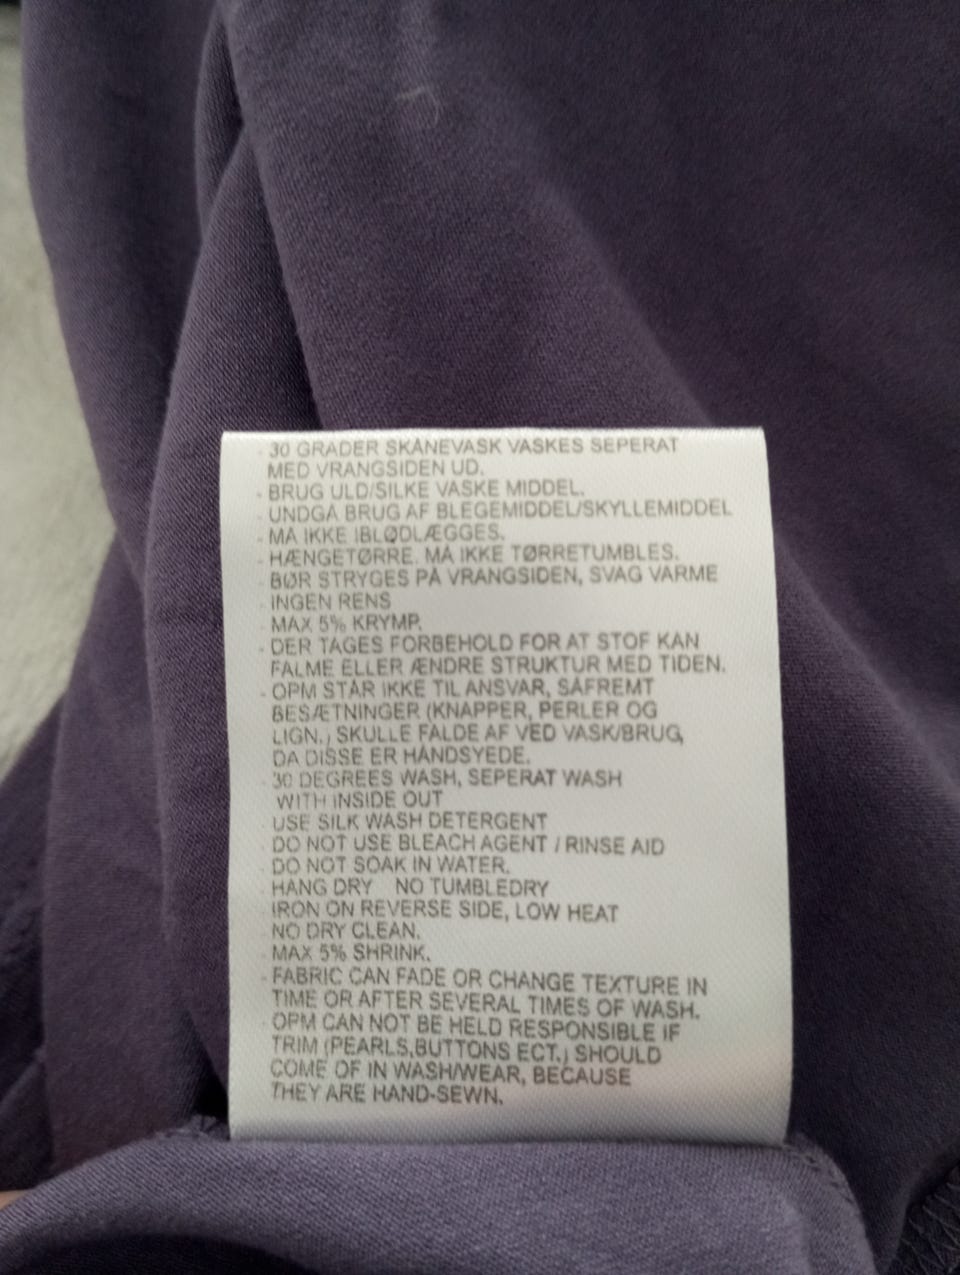 - 30 GRADER SKÅNEVASK VASKES SEPERAT
MED VRANGSIDEN UD.
- BRUG ULD/SILKE VASKE MIDDEL.
- UNDGA BRUG AF BLEGEMIDDEL/SKYLLEMIDDEL
- MA IKKE IBLØDLÆGGES.
- HÆNGETØRRE. MÅ IKKE TØRRETUMBLES.
- BØR STRYGES PÅ VRANGSIDEN, SVAG VARME
- INGEN RENS
- MAX 5% KRYMP.
- DER TAGES FORBEHOLD FOR AT STOF KAN
FALME ELLER ÆNDRE STRUKTUR MED TIDEN.
- OPM STÅR IKKE TIL ANSVAR, SÅFREMT
BESÆTNINGER (KNAPPER, PERLER OG
LIGN.) SKULLE FALDE AF VED VASK/BRUG,
DA DISSE ER HÅNDSYEDE.
- 30 DEGREES WASH, SEPERAT WASH
WITH INSIDE OUT
- USE SILK WASH DETERGENT
- DO NOT USE BLEACH AGENT / RINSE AID
- DO NOT SOAK IN WATER.
- HANG DRY NO TUMBLEDRY
- IRON ON REVERSE SIDE, LOW HEAT
- NO DRY CLEAN.
- MAX 5% SHRINK.
- FABRIC CAN FADE OR CHANGE TEXTURE IN
TIME OR AFTER SEVERAL TIMES OF WASH.
- OPM CAN NOT BE HELD RESPONSIBLE IF
TRIM (PEARLS,BUTTONS ECT.) SHOULD
COME OF IN WASH/WEAR, BECAUSE
THEY ARE HAND-SEWN.